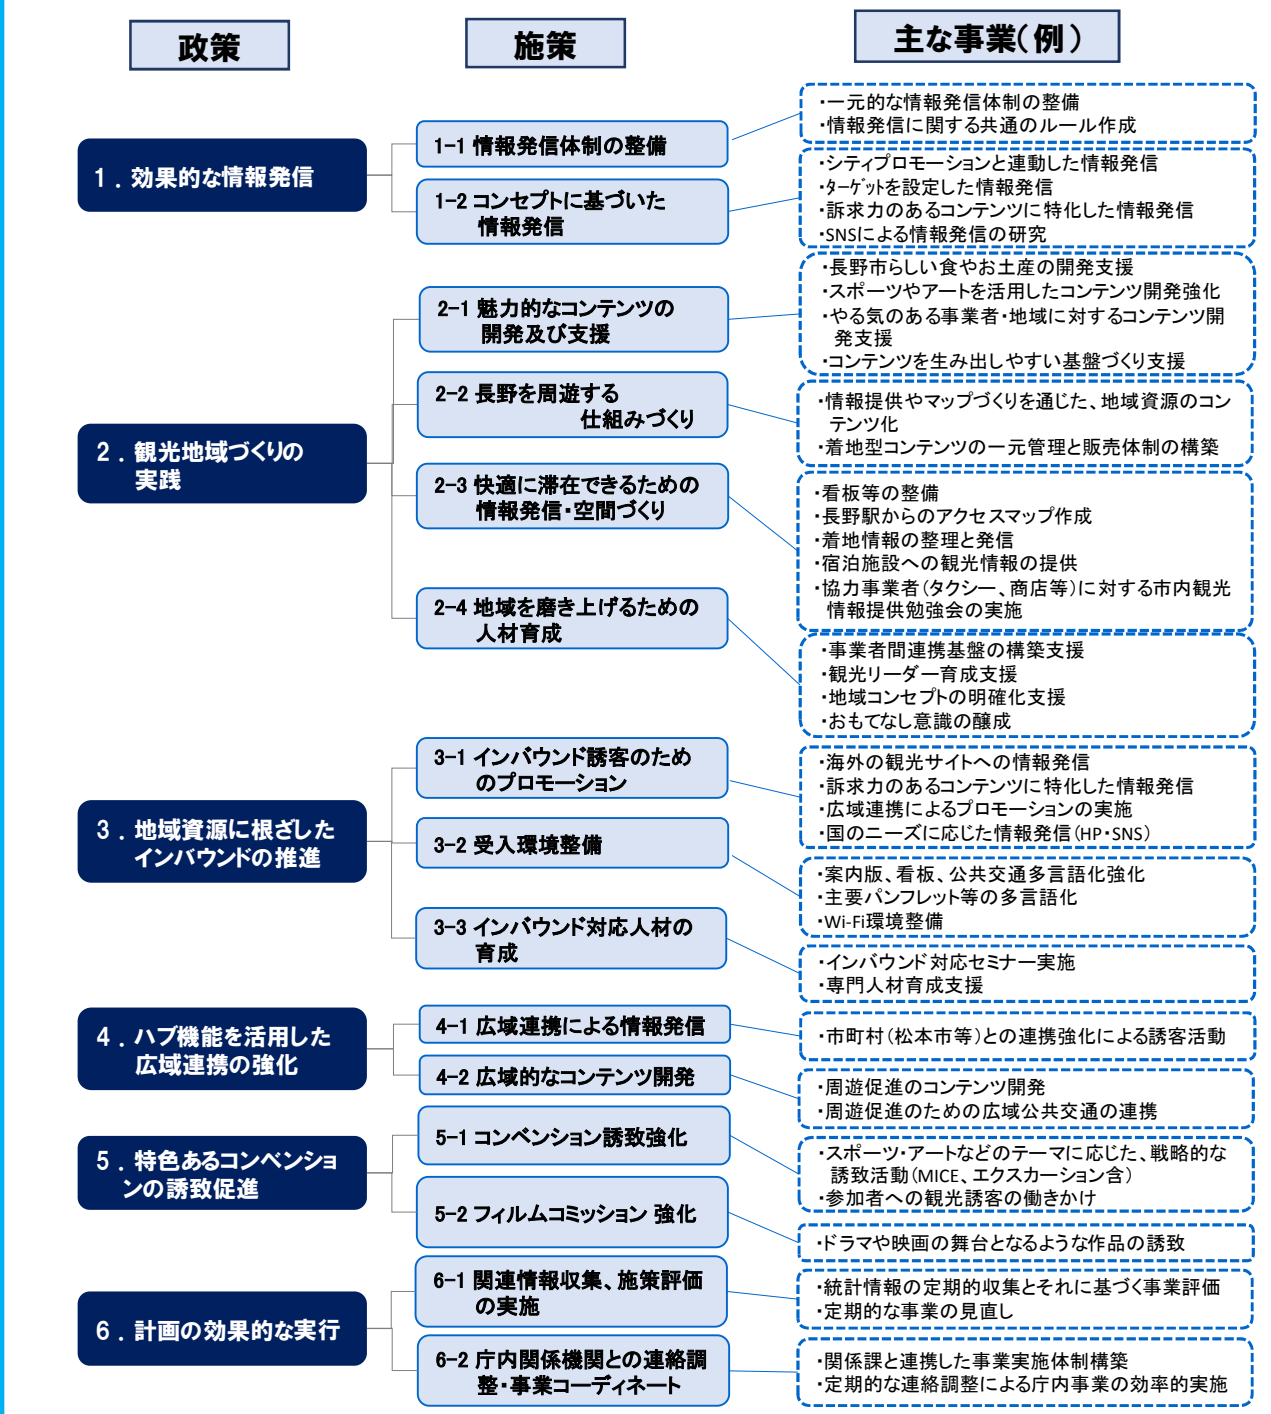 政策
施策
主な事業(例)
1．効果的な情報発信
1-1 情報発信体制の整備
・一元的な情報発信体制の整備
・情報発信に関する共通のルール作成
1-2 コンセプトに基づいた
情報発信
・シティプロモーションと連動した情報発信
・ターゲットを設定した情報発信
・訴求力のあるコンテンツに特化した情報発信
・SNSによる情報発信の研究
2．観光地域づくりの
実践
2-1 魅力的なコンテンツの
開発及び支援
・長野市らしい食やお土産の開発支援
・スポーツやアートを活用したコンテンツ開発強化
・やる気のある事業者・地域に対するコンテンツ開
発支援
・コンテンツを生み出しやすい基盤づくり支援
2-2 長野を周遊する
仕組みづくり
・情報提供やマップづくりを通じた、地域資源のコン
テンツ化
・着地型コンテンツの一元管理と販売体制の構築
2-3 快適に滞在できるための
情報発信・空間づくり
・看板等の整備
・長野駅からのアクセスマップ作成
・着地情報の整理と発信
・宿泊施設への観光情報の提供
・協力事業者(タクシー、商店等)に対する市内観光
情報提供勉強会の実施
2-4 地域を磨き上げるための
人材育成
・事業者間連携基盤の構築支援
・観光リーダー育成支援
・地域コンセプトの明確化支援
・おもてなし意識の醸成
3．地域資源に根ざした
インバウンドの推進
3-1 インバウンド誘客のため
のプロモーション
・海外の観光サイトへの情報発信
・訴求力のあるコンテンツに特化した情報発信
・広域連携によるプロモーションの実施
・国のニーズに応じた情報発信(HP・SNS)
3-2 受入環境整備
・案内版、看板、公共交通多言語化強化
・主要パンフレット等の多言語化
・Wi-Fi環境整備
3-3 インバウンド対応人材の
育成
・インバウンド対応セミナー実施
・専門人材育成支援
4．ハブ機能を活用した
広域連携の強化
4-1 広域連携による情報発信
・市町村(松本市等)との連携強化による誘客活動
4-2 広域的なコンテンツ開発
・周遊促進のコンテンツ開発
・周遊促進のための広域公共交通の連携
5．特色あるコンベンショ
ンの誘致促進
5-1 コンベンション誘致強化
・スポーツ・アートなどのテーマに応じた、戦略的な
誘致活動(MICE、エクスカーション含)
・参加者への観光誘客の働きかけ
5-2 フィルムコミッション 強化
・ドラマや映画の舞台となるような作品の誘致
6．計画の効果的な実行
6-1 関連情報収集、施策評価
の実施
・統計情報の定期的収集とそれに基づく事業評価
・定期的な事業の見直し
6-2 庁内関係機関との連絡調
整・事業コーディネート
・関係課と連携した事業実施体制構築
・定期的な連絡調整による庁内事業の効率的実施